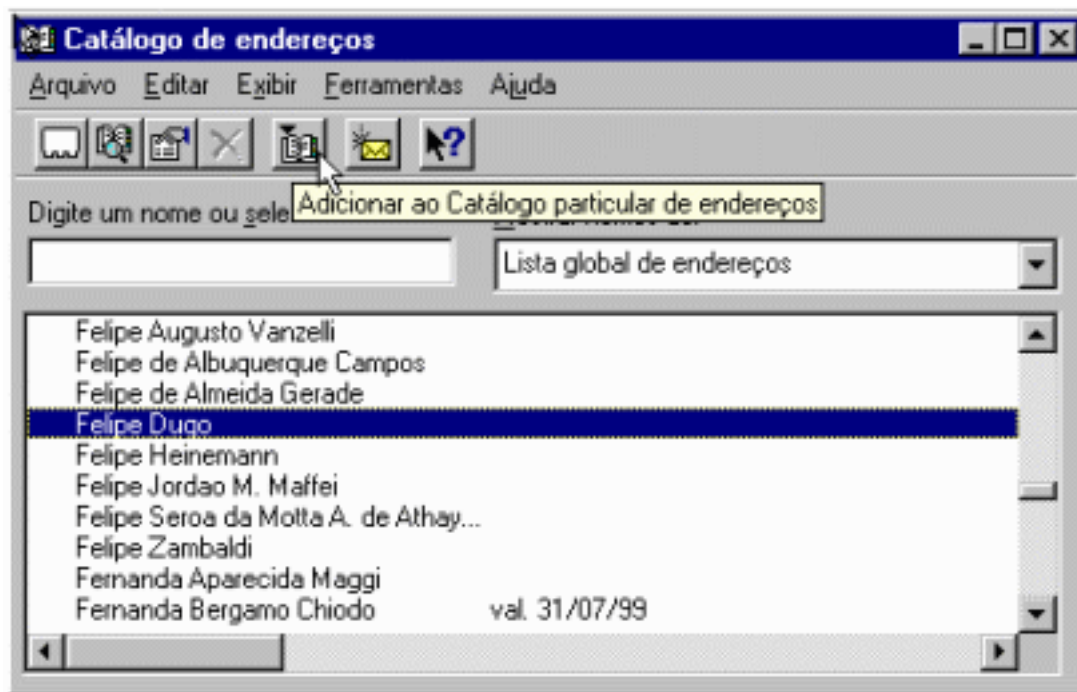 Catálogo de endereços
Arquivo Editar Exibir Ferramentas Ajuda
Adicionar ao Catálogo particular de endereços
Digite um nome ou sele
Lista global de endereços
Felipe Augusto Vanzelli
Felipe de Albuquerque Campos
Felipe de Almeida Gerade
Felipe Dugo
Felipe Heinemann
Felipe Jordao M. Maffei
Felipe Seroa da Motta A. de Athay...
Felipe Zambaldi
Fernanda Aparecida Maggi
Fernanda Bergamo Chiodo val. 31/07/99